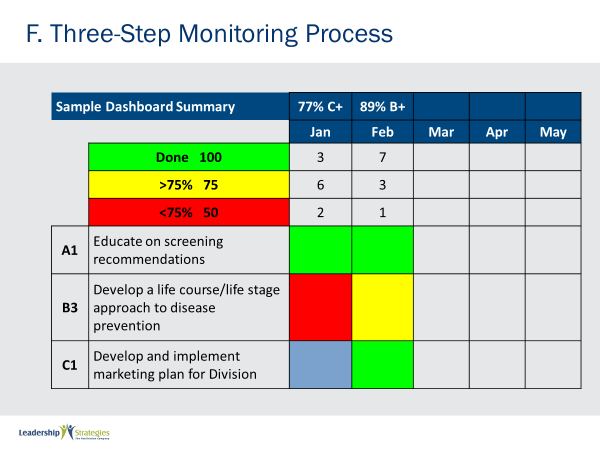 F. Three-Step Monitoring Process
Sample Dashboard Summary 77% C+ 89% B+
Jan Feb Mar Apr May
Done 100 3 7
>75% 75 6 3
<75% 50 2 1
A1 Educate on screening
recommendations
B3 Develop a life course/life stage
approach to disease
prevention
C1 Develop and implement
marketing plan for Division
Leadership Strategies
The Facilitation Company